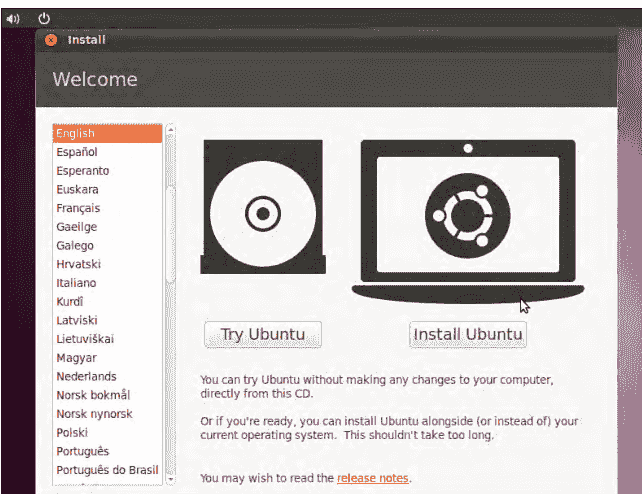 Install
Welcome
English
Español
Esperanto
Euskara
Français
Gaeilge
Galego
Hrvatski
Italiano
Kurdî
Latviski
Lietuviškai
Magyar
Nederlands
Norsk bokmål
Norsk nynorsk
Polski
Português
Português do Brasil
Try Ubuntu
Install Ubuntu
You can try Ubuntu without making any changes to your computer,
directly from this CD.
Or if you're ready, you can install Ubuntu alongside (or instead of) your
current operating system. This shouldn't take too long.
You may wish to read the release notes.